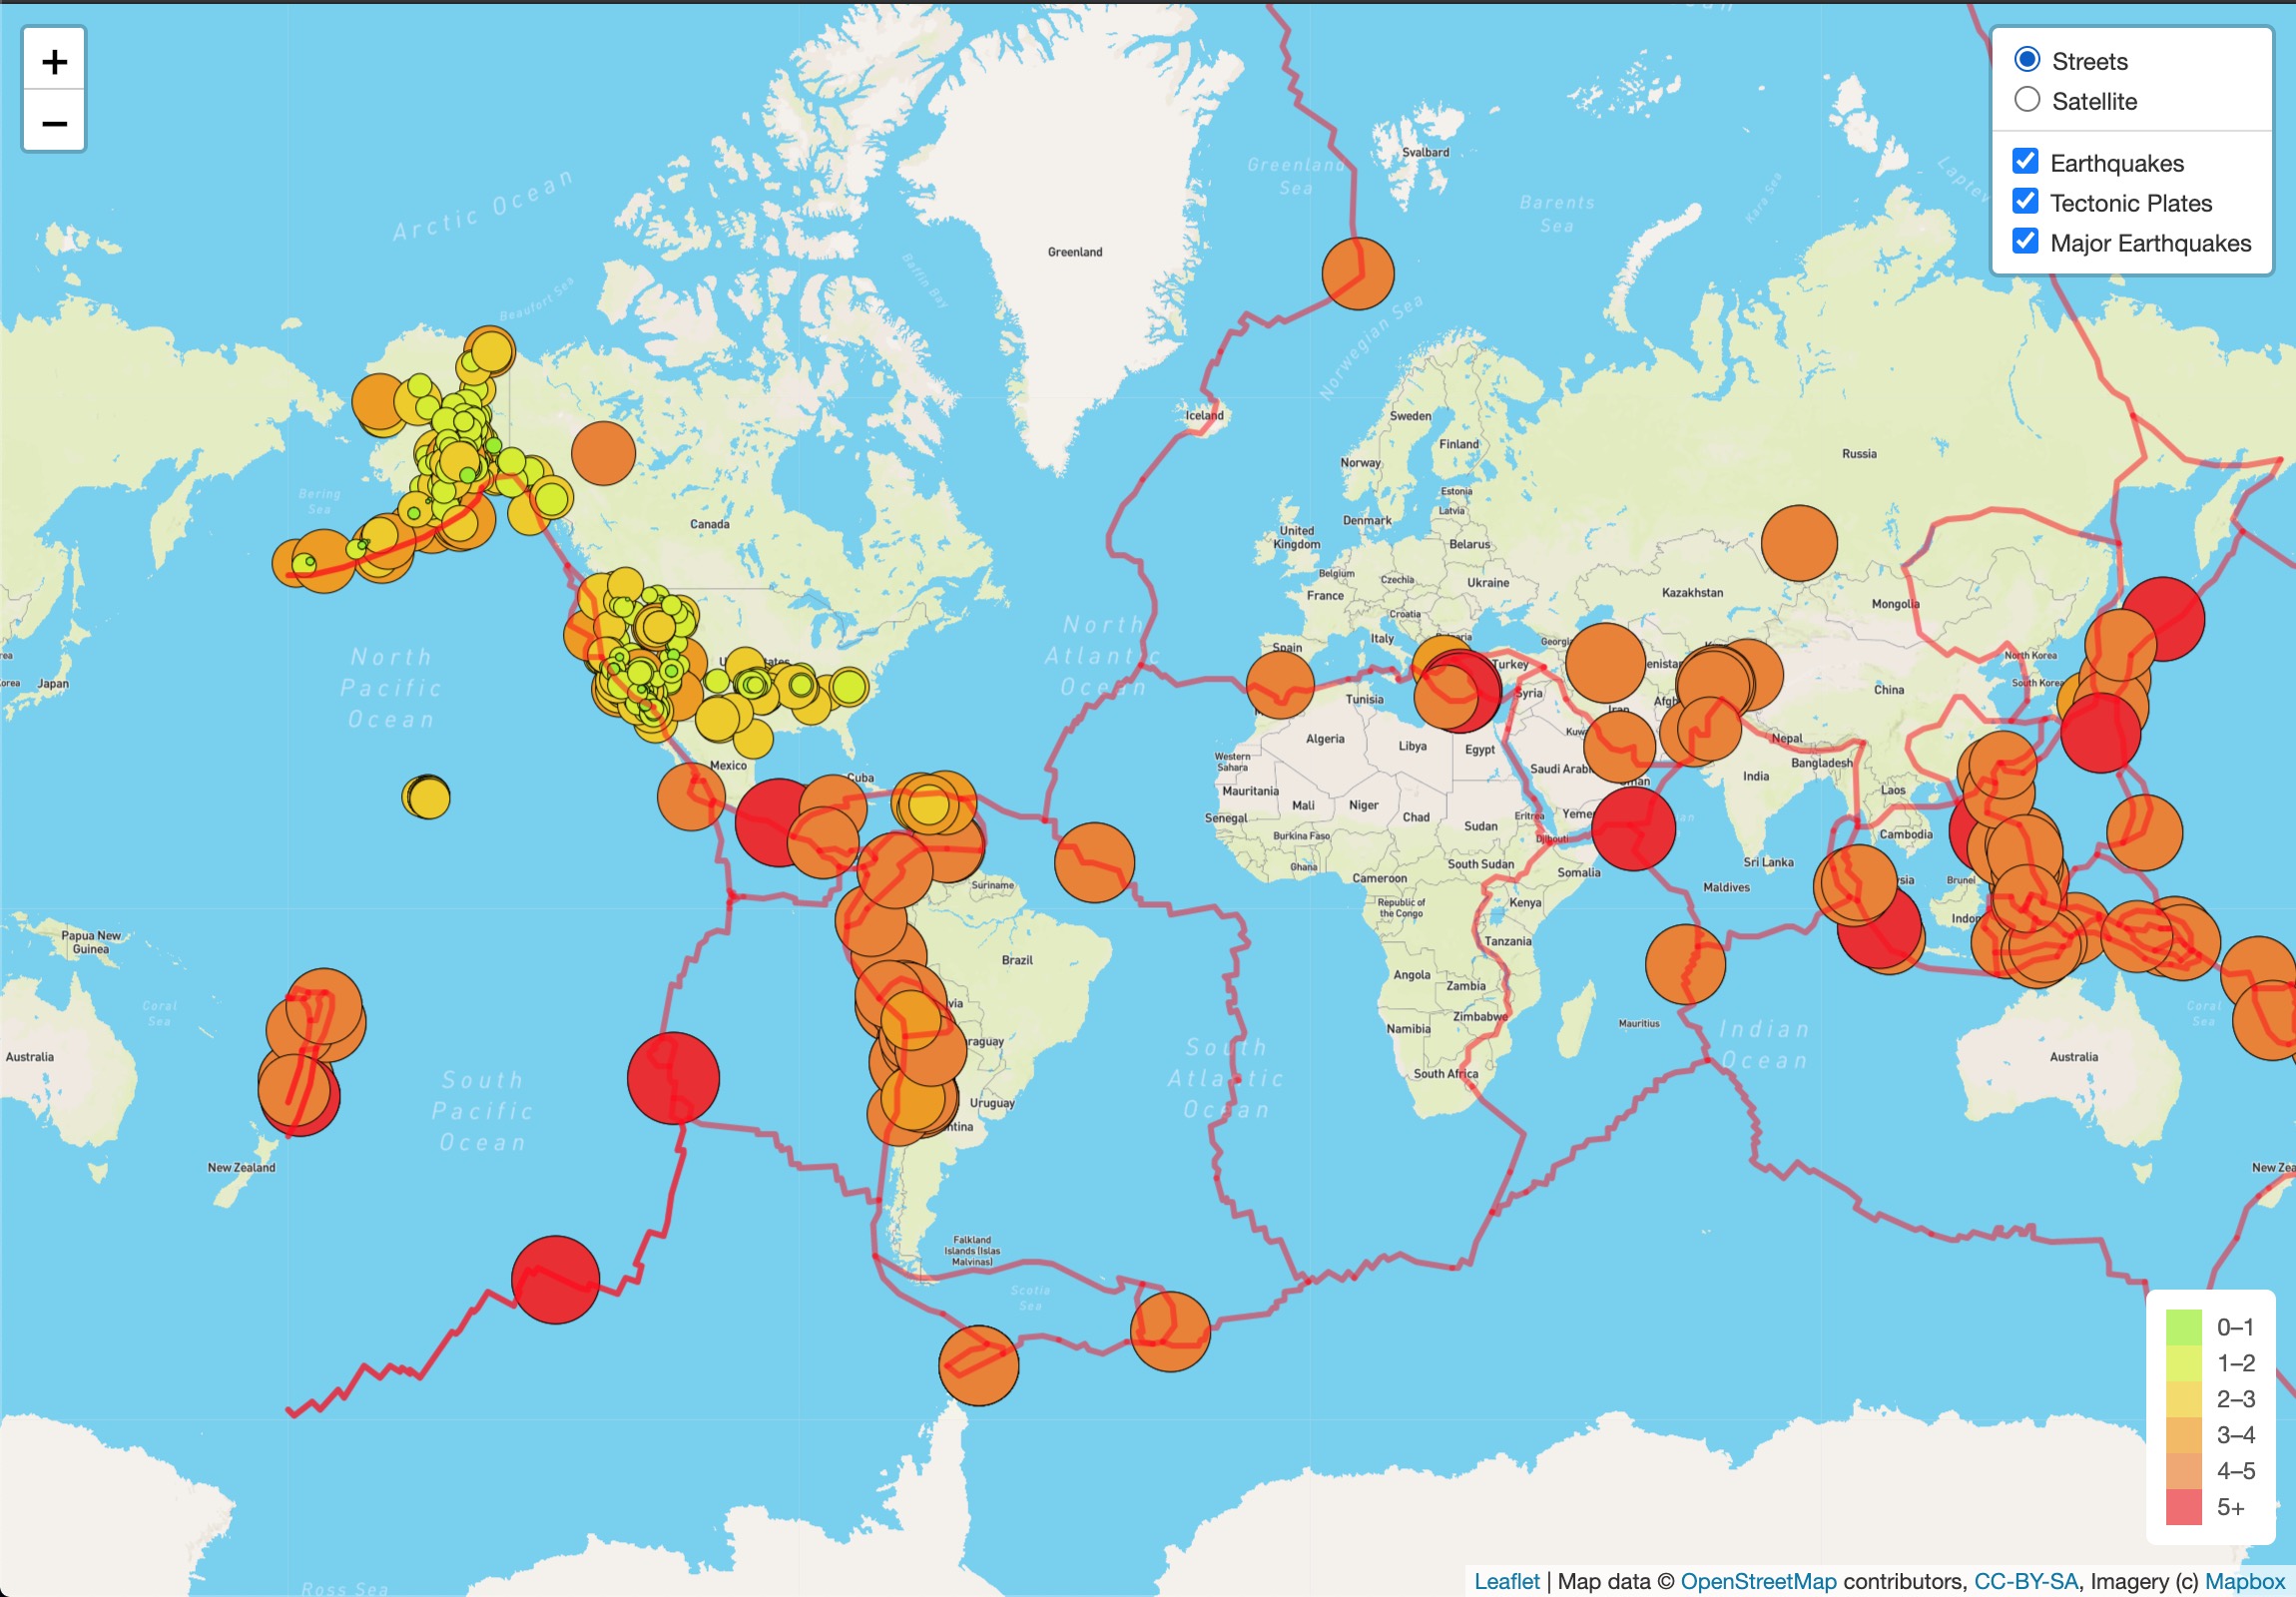 +
−
Streets
Satellite
Earthquakes
Tectonic Plates
Major Earthquakes
Arctic Ocean
Beaufort Sea
Baffin Bay
Greenland
Greenland
Sea
Svalbard
Barents
Sea
Kara Sea
Laptev
Norwegian Sea
Iceland
Sweden
Finland
Norway
Russia
Estonia
Latvia
Denmark
United
Kingdom
Belarus
Belgium
Czechia
Ukraine
France
Croatia
Kazakhstan
Mongolia
Italy
Spain
Georgia
Turkey
North Korea
South Korea
Syria
China
Tunisia
Bering
Sea
Canada
North
Pacific
Ocean
Japan
North
Atlantic
Ocean
Mexico
Cuba
Algeria
Libya
Egypt
Iran
Nepal
Western
Sahara
Saudi Arabi
Bangladesh
India
Mauritania
Mali
Niger
Chad
Laos
Senegal
Sudan
Eritrea
Yeme
Burkina Faso
Djibouti
Cambodia
Ghana
South Sudan
Sri Lanka
Cameroon
Somalia
Suriname
Maldives
Brunei
Republic of
the Congo
Kenya
Indon
Papua New
Guinea
Tanzania
Brazil
Angola
Zambia
Coral
Sea
Coral
Sea
Zimbabwe
Mauritius
Namibia
Indian
Ocean
Australia
Australia
South Africa
South
Pacific
Ocean
South
Atlantic
Ocean
Uruguay
New Zealand
New Zea
Falkland
Islands (Islas
Malvinas)
Scotia
Sea
0–1
1–2
2–3
3–4
4–5
5+
Ross Sea
Leaflet | Map data © OpenStreetMap contributors, CC-BY-SA, Imagery (c) Mapbox